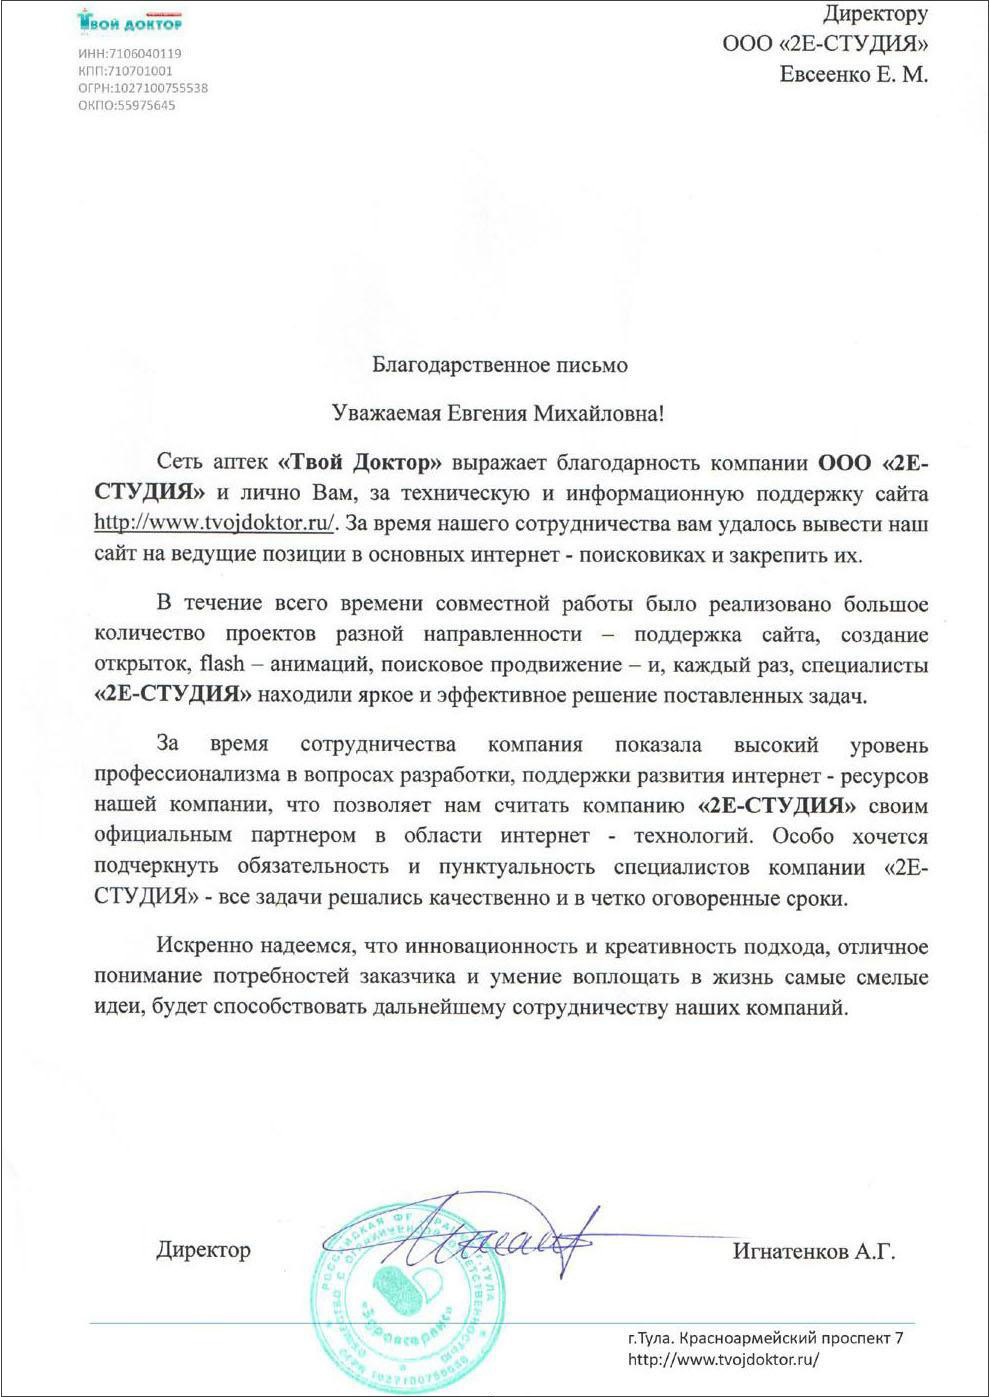 ТВОЙ ДОКТОР
ИНН:7106040119
КПП:710701001
ОГРН:1027100755538
ОКПО:55975645
Директору
ООО «2Е-СТУДИЯ»
Евсеенко Е. М.
Благодарственное письмо
Уважаемая Евгения Михайловна!
Сеть аптек «Твой Доктор» выражает благодарность компании ООО «2Е-
СТУДИЯ» и лично Вам, за техническую и информационную поддержку сайта
http://www.tvojdoktor.ru/. За время нашего сотрудничества вам удалось вывести наш
сайт на ведущие позиции в основных интернет - поисковиках и закрепить их.
В течение всего времени совместной работы было реализовано большое
количество проектов разной направленности – поддержка сайта, создание
открыток, flash – анимаций, поисковое продвижение – и, каждый раз, специалисты
«2Е-СТУДИЯ» находили яркое и эффективное решение поставленных задач.
За время сотрудничества компания показала высокий уровень
профессионализма в вопросах разработки, поддержки развития интернет - ресурсов
нашей компании, что позволяет нам считать компанию «2Е-СТУДИЯ» своим
официальным партнером в области интернет - технологий. Особо хочется
подчеркнуть обязательность и пунктуальность специалистов компании «2Е-
СТУДИЯ» - все задачи решались качественно и в четко оговоренные сроки.
Искренно надеемся, что инновационность и креативность подхода, отличное
понимание потребностей заказчика и умение воплощать в жизнь самые смелые
идеи, будет способствовать дальнейшему сотрудничеству наших компаний.
Директор
Игнатенков А.Г.
РОССИЙСКАЯ г.ТУЛА
ОГРН 1027100755538
«Здравсервис»
г.Тула. Красноармейский проспект 7
http://www.tvojdoktor.ru/